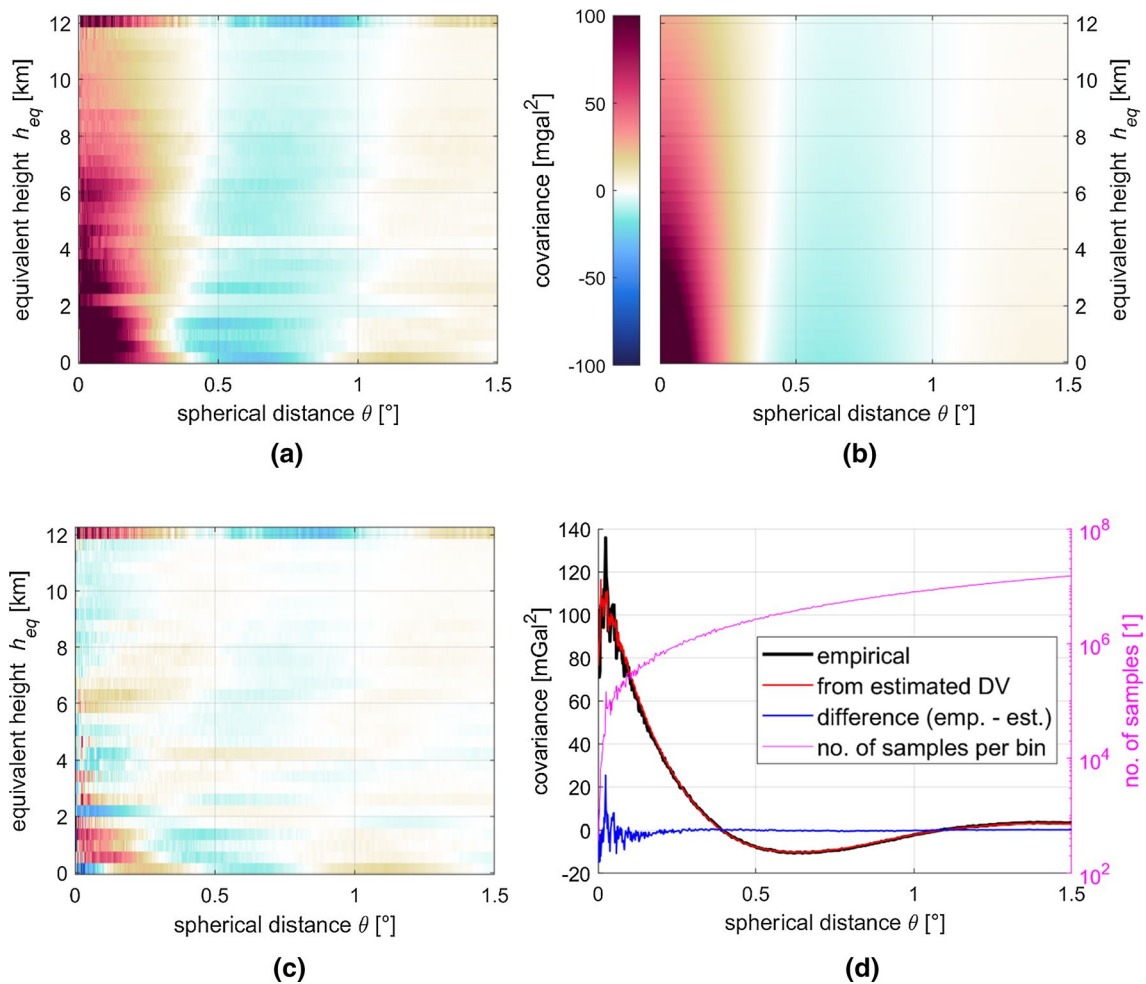 12
10
8
6
4
2
0
equivalent height h_eq [km]
0 0.5 1 1.5
spherical distance θ [°]
(a)
100
50
0
-50
-100
covariance [mgal²]
12
10
8
6
4
2
0
equivalent height h_eq [km]
0 0.5 1 1.5
spherical distance θ [°]
(b)
12
10
8
6
4
2
0
equivalent height h_eq [km]
0 0.5 1 1.5
spherical distance θ [°]
(c)
140
120
100
80
60
40
20
0
-20
covariance [mGal²]
empirical
from estimated DV
difference (emp. - est.)
no. of samples per bin
10⁸
10⁶
10⁴
10²
no. of samples [1]
0 0.5 1 1.5
spherical distance θ [°]
(d)